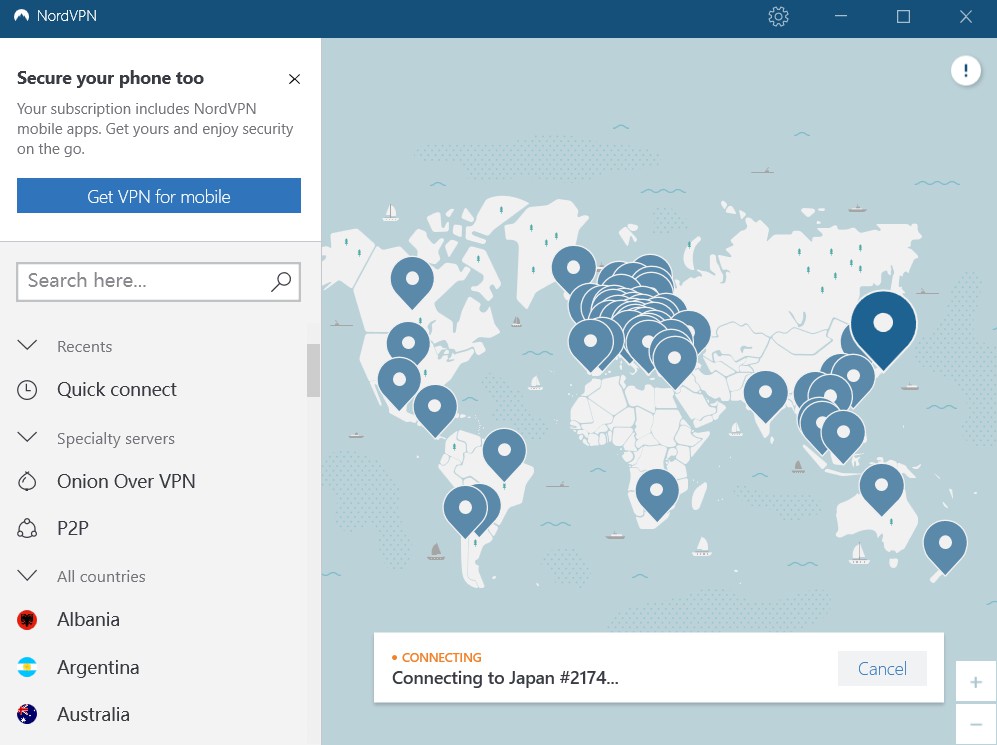 NordVPN
Secure your phone too
Your subscription includes NordVPN
mobile apps. Get yours and enjoy security
on the go.
Get VPN for mobile
Search here...
Recents
Quick connect
Specialty servers
Onion Over VPN
P2P
All countries
Albania
Argentina
Australia
!
• CONNECTING
Connecting to Japan #2174...
Cancel
+
−